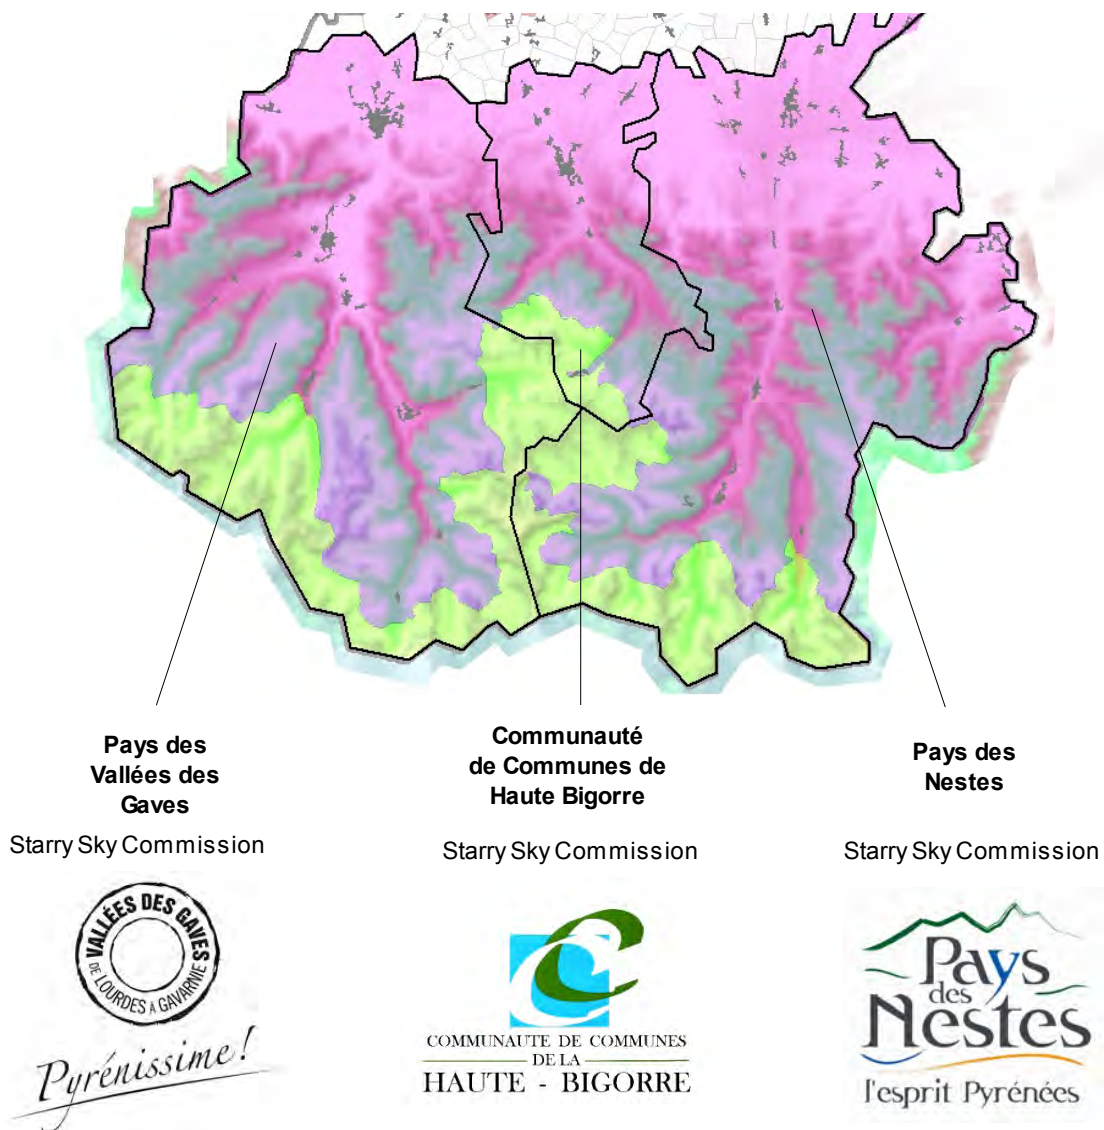 Pays des
Vallées des
Gaves
Starry Sky Commission
VALLÉES DES GAVES
DE LOURDES À GAVARNIE
Pyrénissime!
Communauté
de Communes de
Haute Bigorre
Starry Sky Commission
CC
COMMUNAUTE DE COMMUNES
DE LA
HAUTE - BIGORRE
Pays des
Nestes
Starry Sky Commission
Pays
des
Nestes
l'esprit Pyrénées